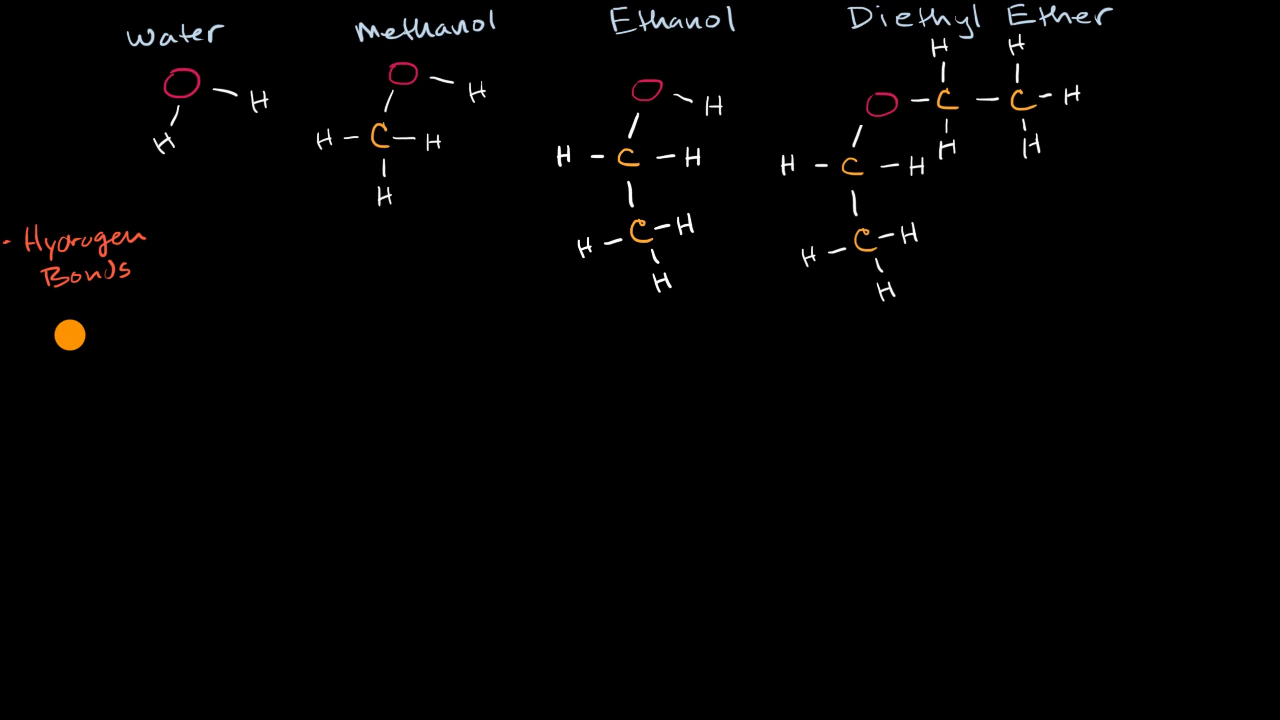 Water
Methanol
Ethanol
Diethyl Ether
O H
H
O H
H C H
H
O H
H C H
H C H
H
H H
O C C H
H H
H C H
H C H
H
· Hydrogen
Bonds